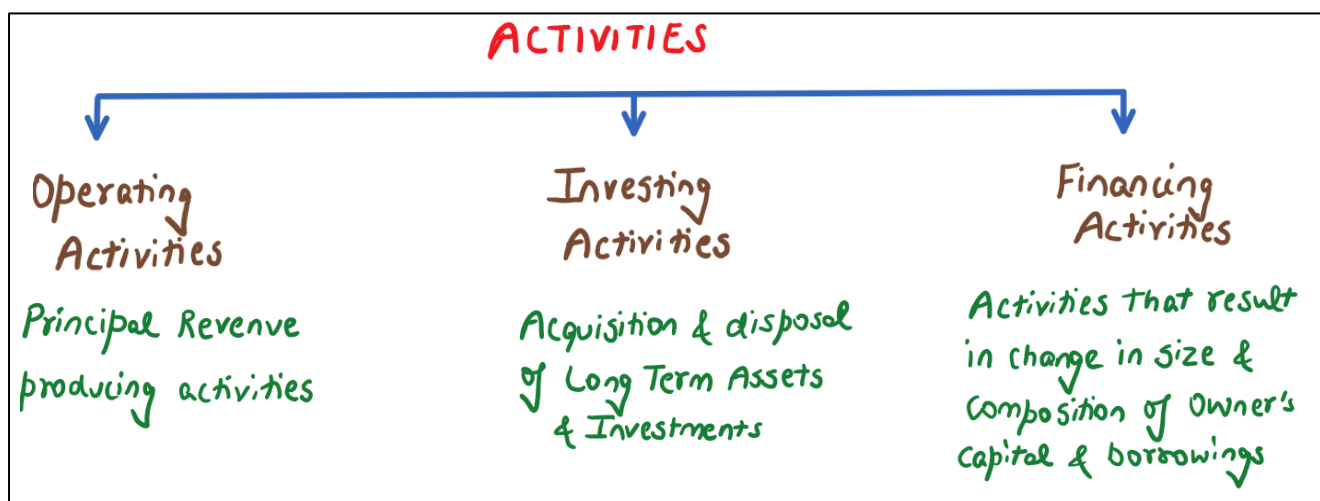 ACTIVITIES
Operating
Activities
Principal Revenue
producing activities
Investing
Activities
Acquisition & disposal
of Long Term Assets
& Investments
Financing
Activities
Activities that result
in change in size &
composition of Owner's
capital & borrowings